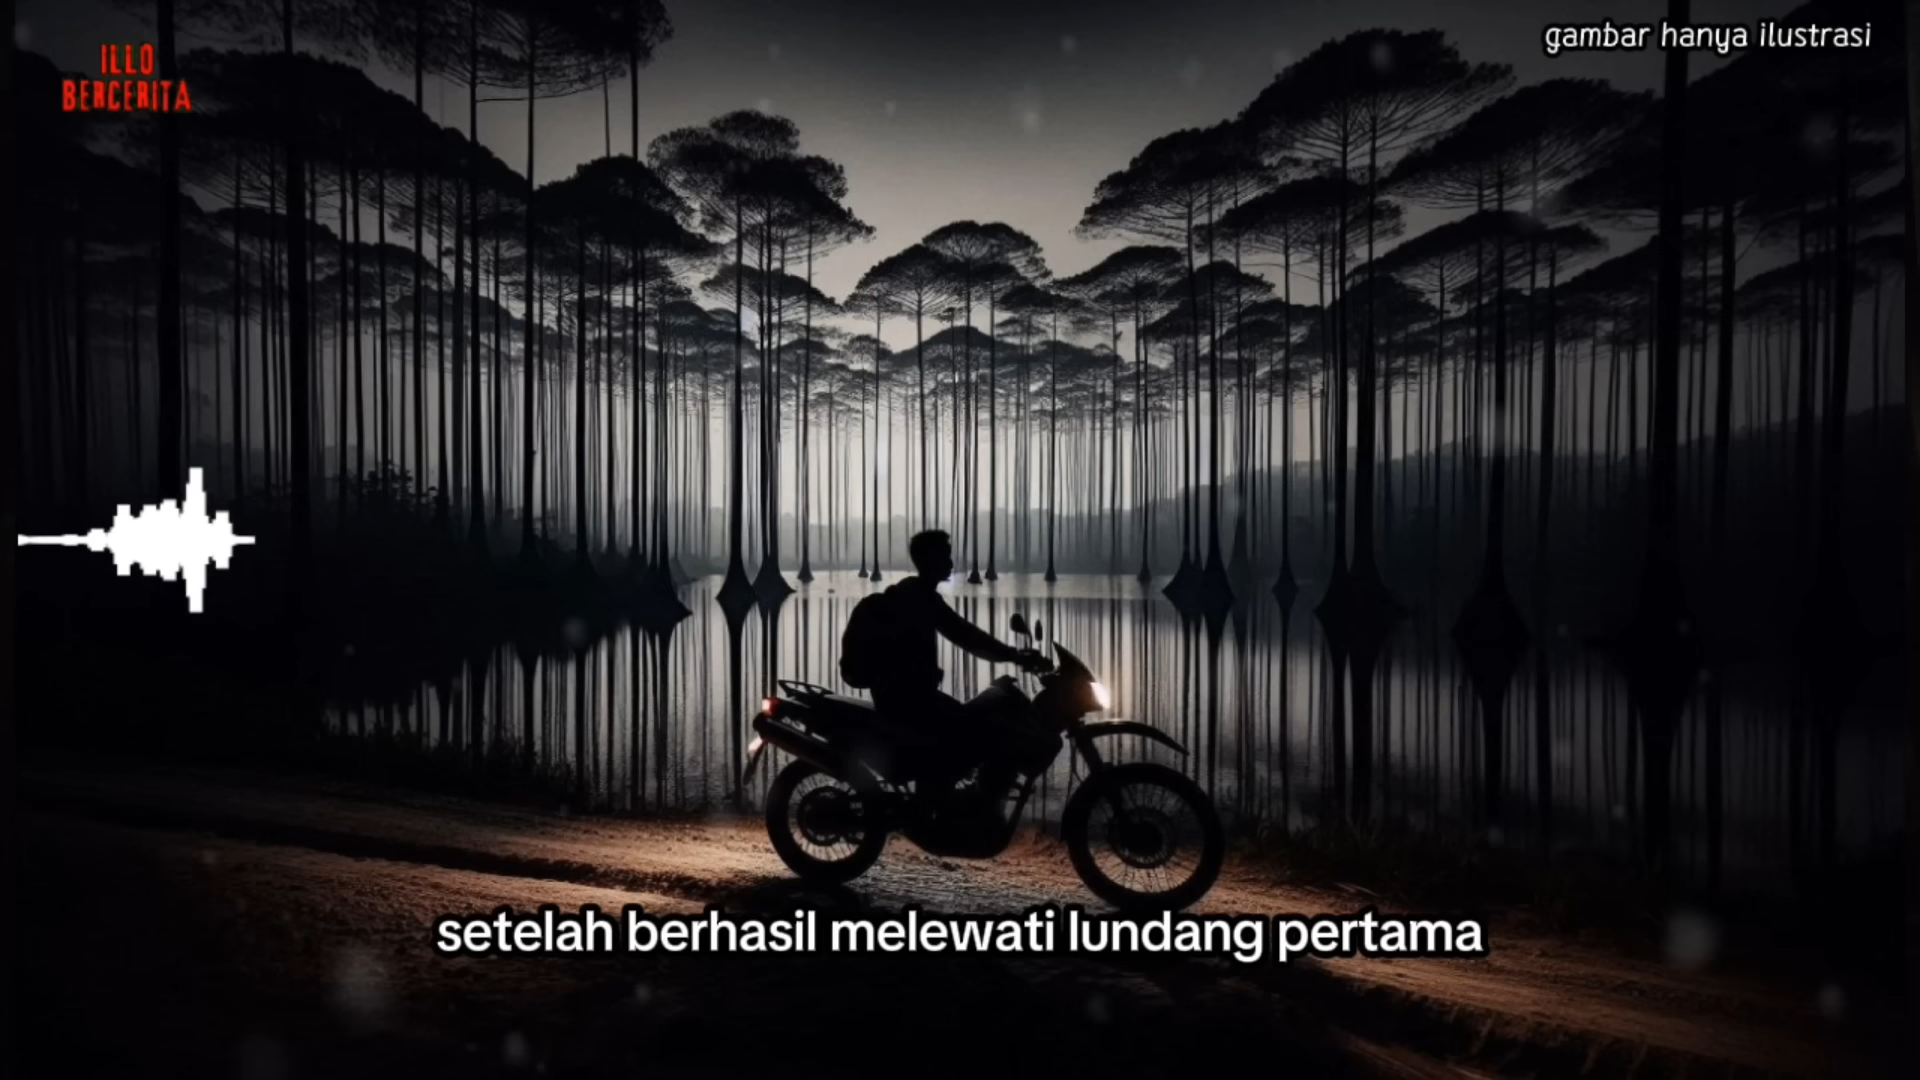 ILLO
BERCERITA
gambar hanya ilustrasi
setelah berhasil melewati lundang pertama